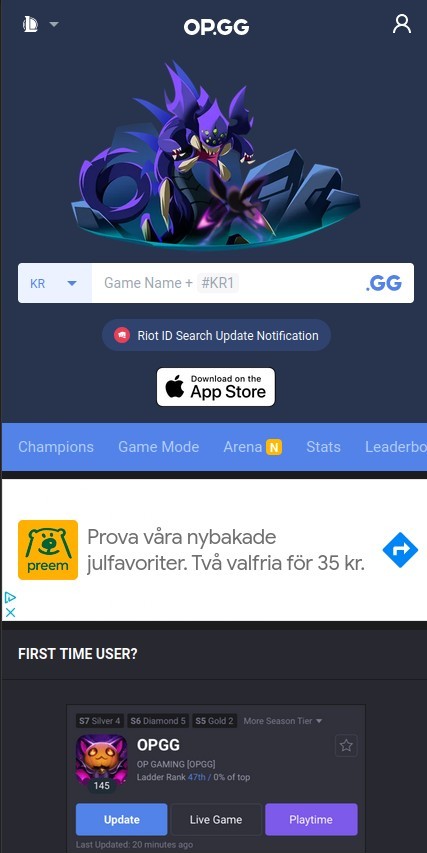 OP.GG
KR
Game Name + #KR1
.GG
Riot ID Search Update Notification
Download on the
App Store
Champions
Game Mode
Arena N
Stats
Leaderbo
preem
Prova våra nybakade
julfavoriter. Två valfria för 35 kr.
FIRST TIME USER?
S7 Silver 4
S6 Diamond 5
S5 Gold 2
More Season Tier
OPGG
OP GAMING [OPGG]
Ladder Rank 47th / 0% of top
145
Update
Live Game
Playtime
Last Updated: 20 minutes ago